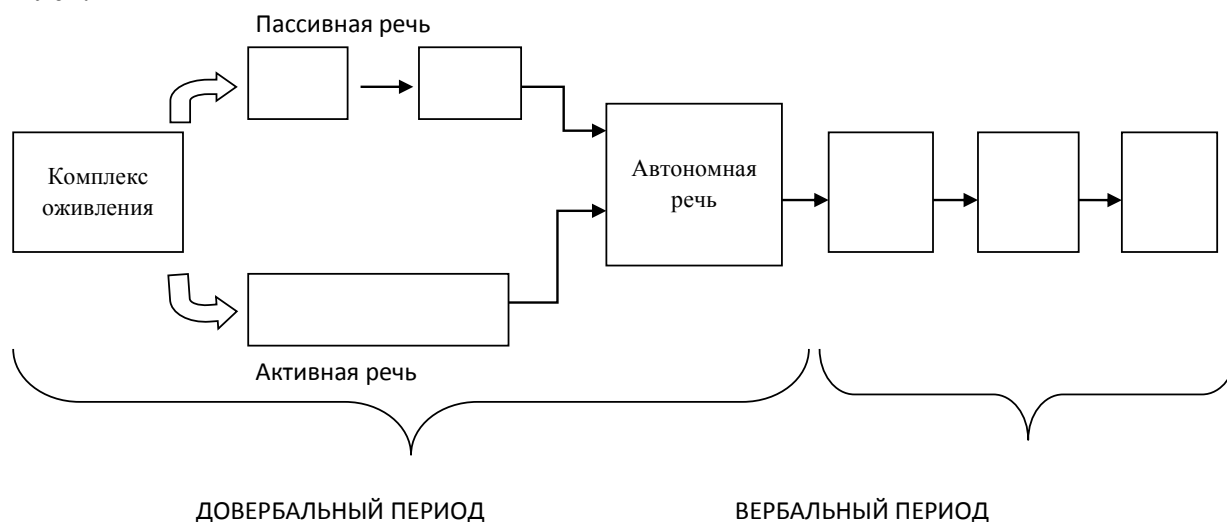 Пассивная речь
Комплекс
оживления
Автономная
речь
Активная речь
ДОВЕРБАЛЬНЫЙ ПЕРИОД
ВЕРБАЛЬНЫЙ ПЕРИОД